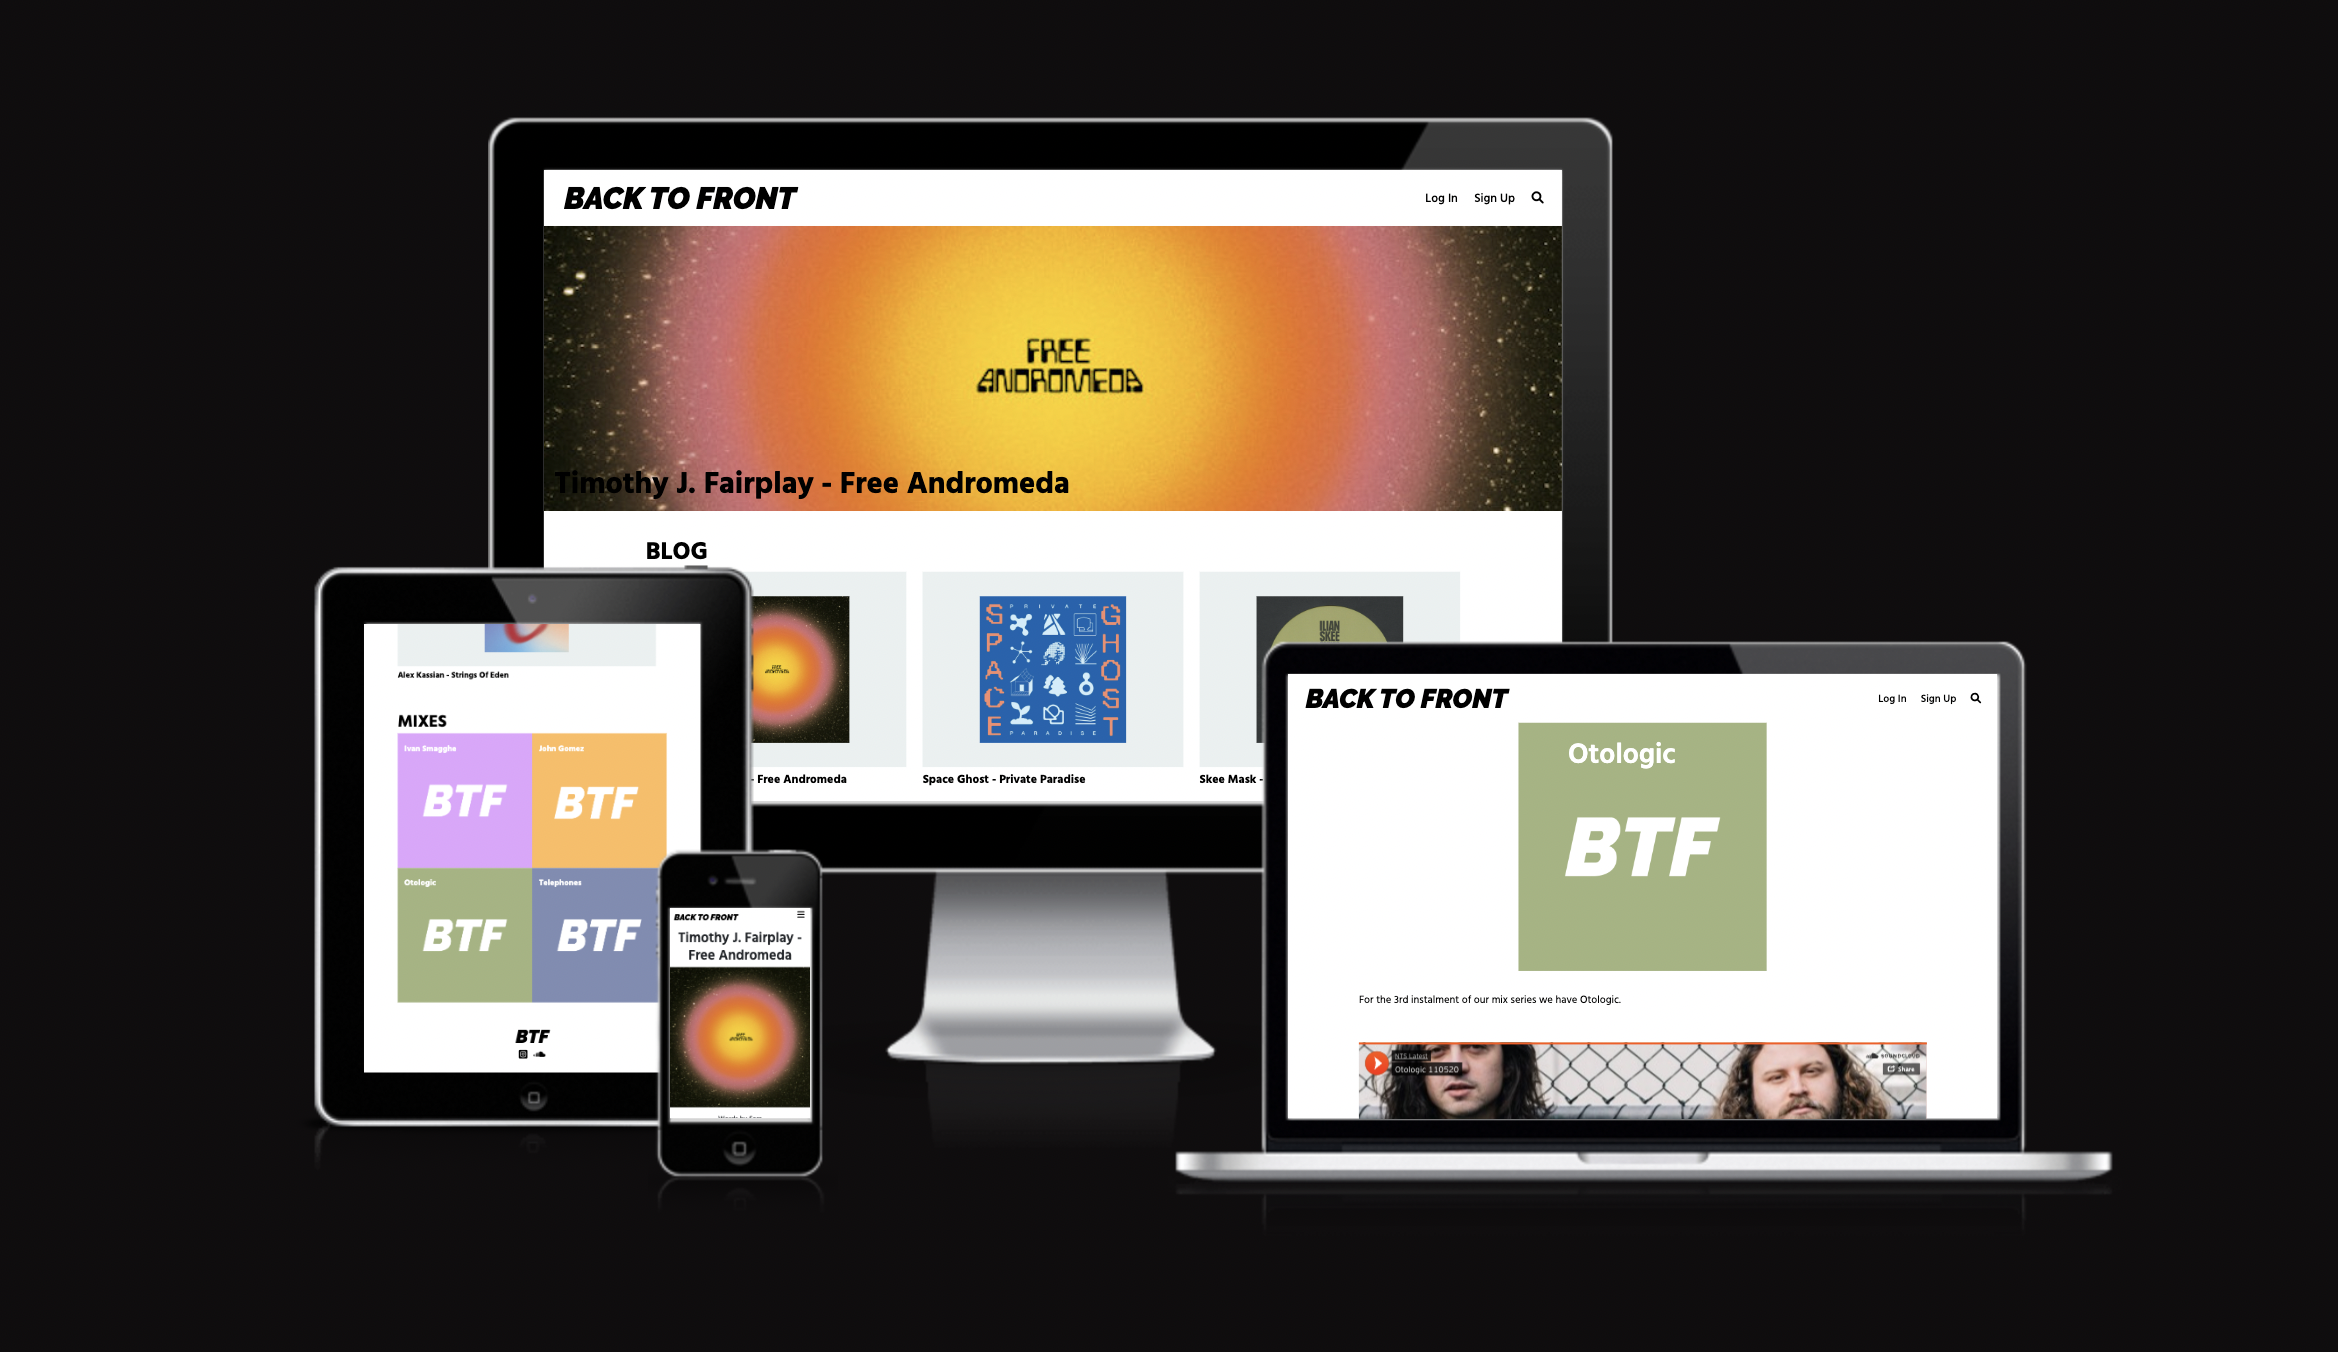 BACK TO FRONT
Log In
Sign Up
FREE
ANDROMEDA
Timothy J. Fairplay - Free Andromeda
BLOG
FREE
ANDROMEDA
- Free Andromeda
PRIVATE
SPACE
GHOST
PARADISE
Space Ghost - Private Paradise
ILIAN
SKEE
Skee Mask -
Alex Kassian - Strings Of Eden
MIXES
Ivan Smagghe
BTF
John Gomez
BTF
Otologic
BTF
Telephones
BTF
BTF
BACK TO FRONT
Timothy J. Fairplay -
Free Andromeda
BACK TO FRONT
Log In
Sign Up
Otologic
BTF
For the 3rd instalment of our mix series we have Otologic.
NTS Latest
Otologic 110520
SOUNDCLOUD
Share